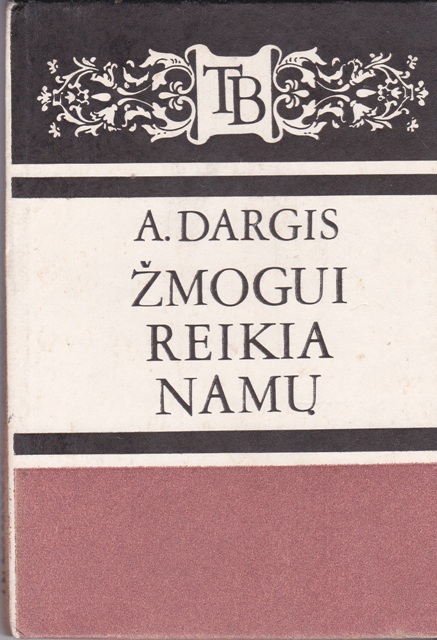 TB
A. DARGIS
ŽMOGUI
REIKIA
NAMŲ